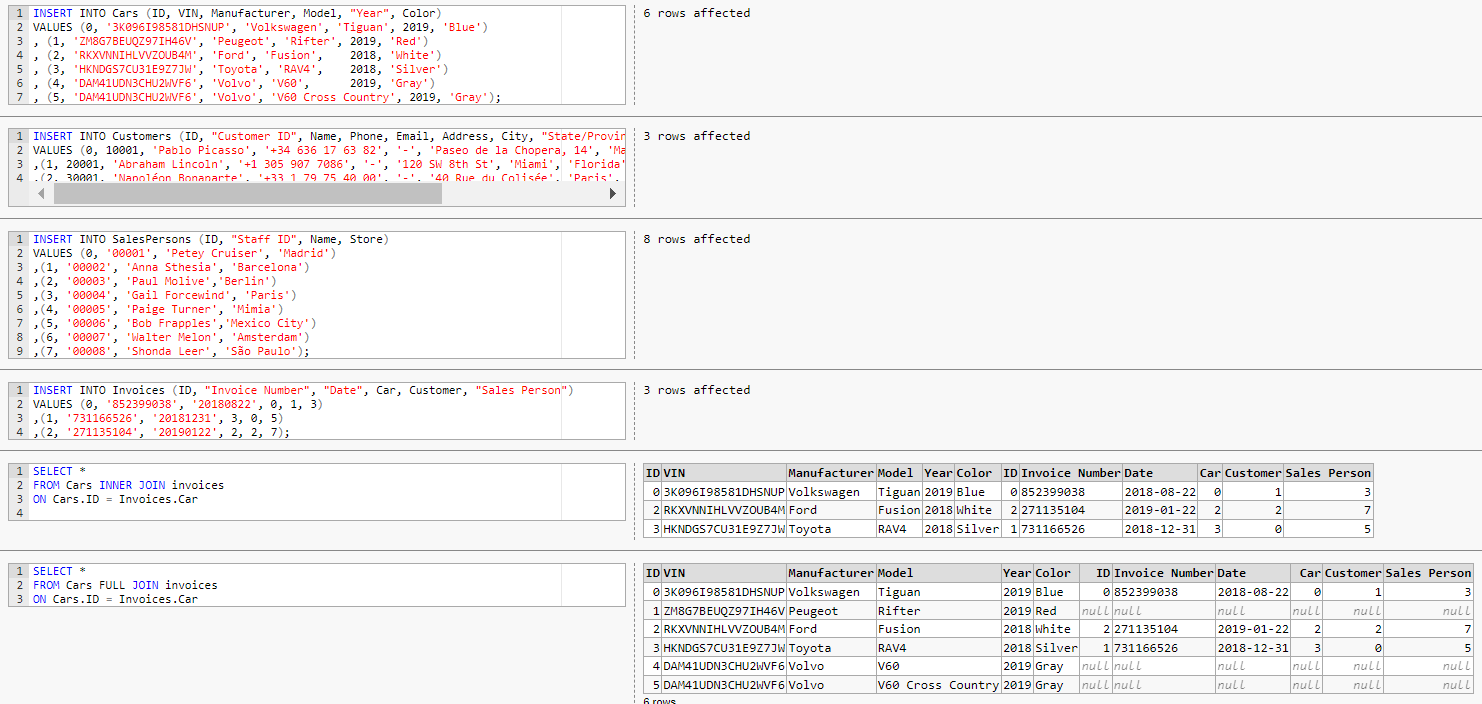 1 INSERT INTO Cars (ID, VIN, Manufacturer, Model, "Year", Color)
2 VALUES (0, '3K096I98581DHSNUP', 'Volkswagen', 'Tiguan', 2019, 'Blue')
3 , (1, 'ZM8G7BEUQZ97IH46V', 'Peugeot', 'Rifter', 2019, 'Red')
4 , (2, 'RKXVNNIHLVVZOUB4M', 'Ford', 'Fusion', 2018, 'White')
5 , (3, 'HKNDGS7CU31E9Z7JW', 'Toyota', 'RAV4', 2018, 'Silver')
6 , (4, 'DAM41UDN3CHU2WVF6', 'Volvo', 'V60', 2019, 'Gray')
7 , (5, 'DAM41UDN3CHU2WVF6', 'Volvo', 'V60 Cross Country', 2019, 'Gray');
6 rows affected
1 INSERT INTO Customers (ID, "Customer ID", Name, Phone, Email, Address, City, "State/Provin
2 VALUES (0, 10001, 'Pablo Picasso', '+34 636 17 63 82', '-', 'Paseo de la Chopera, 14', 'Ma
3 ,(1, 20001, 'Abraham Lincoln', '+1 305 907 7086', '-', '120 SW 8th St', 'Miami', 'Florida'
4 ,(2, 30001, 'Napoléon Bonaparte', '+33 1 79 75 40 00', '-', '40 Rue du Colisée', 'Paris',
3 rows affected
1 INSERT INTO SalesPersons (ID, "Staff ID", Name, Store)
2 VALUES (0, '00001', 'Petey Cruiser', 'Madrid')
3 ,(1, '00002', 'Anna Sthesia', 'Barcelona')
4 ,(2, '00003', 'Paul Molive','Berlin')
5 ,(3, '00004', 'Gail Forcewind', 'Paris')
6 ,(4, '00005', 'Paige Turner', 'Mimia')
7 ,(5, '00006', 'Bob Frapples','Mexico City')
8 ,(6, '00007', 'Walter Melon', 'Amsterdam')
9 ,(7, '00008', 'Shonda Leer', 'São Paulo');
8 rows affected
1 INSERT INTO Invoices (ID, "Invoice Number", "Date", Car, Customer, "Sales Person")
2 VALUES (0, '852399038', '20180822', 0, 1, 3)
3 ,(1, '731166526', '20181231', 3, 0, 5)
4 ,(2, '271135104', '20190122', 2, 2, 7);
3 rows affected
1 SELECT *
2 FROM Cars INNER JOIN invoices
3 ON Cars.ID = Invoices.Car
4
ID VIN Manufacturer Model Year Color ID Invoice Number Date Car Customer Sales Person
0 3K096I98581DHSNUP Volkswagen Tiguan 2019 Blue 0 852399038 2018-08-22 0 1 3
2 RKXVNNIHLVVZOUB4M Ford Fusion 2018 White 2 271135104 2019-01-22 2 2 7
3 HKNDGS7CU31E9Z7JW Toyota RAV4 2018 Silver 1 731166526 2018-12-31 3 0 5
1 SELECT *
2 FROM Cars FULL JOIN invoices
3 ON Cars.ID = Invoices.Car
ID VIN Manufacturer Model Year Color ID Invoice Number Date Car Customer Sales Person
0 3K096I98581DHSNUP Volkswagen Tiguan 2019 Blue 0 852399038 2018-08-22 0 1 3
1 ZM8G7BEUQZ97IH46V Peugeot Rifter 2019 Red null null null null null null
2 RKXVNNIHLVVZOUB4M Ford Fusion 2018 White 2 271135104 2019-01-22 2 2 7
3 HKNDGS7CU31E9Z7JW Toyota RAV4 2018 Silver 1 731166526 2018-12-31 3 0 5
4 DAM41UDN3CHU2WVF6 Volvo V60 2019 Gray null null null null null null
5 DAM41UDN3CHU2WVF6 Volvo V60 Cross Country 2019 Gray null null null null null null
6 rows